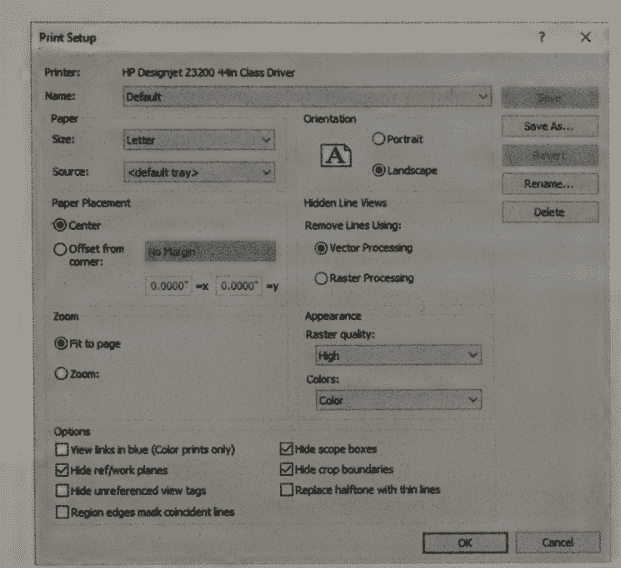 Print Setup ? ×
Printer: HP Designjet Z3200 44in Class Driver
Name: Default
Save
Paper
Size: Letter
Source: <default tray>
Orientation
A
Portrait
Landscape
Save As...
Revert
Rename...
Delete
Paper Placement
Center
Offset from
corner:
No Margin
0.0000" =x 0.0000" =y
Hidden Line Views
Remove Lines Using:
Vector Processing
Raster Processing
Zoom
Fit to page
Zoom:
Appearance
Raster quality:
High
Colors:
Color
Options
View links in blue (Color prints only)
Hide ref/work planes
Hide unreferenced view tags
Region edges mask coincident lines
Hide scope boxes
Hide crop boundaries
Replace halftone with thin lines
OK
Cancel